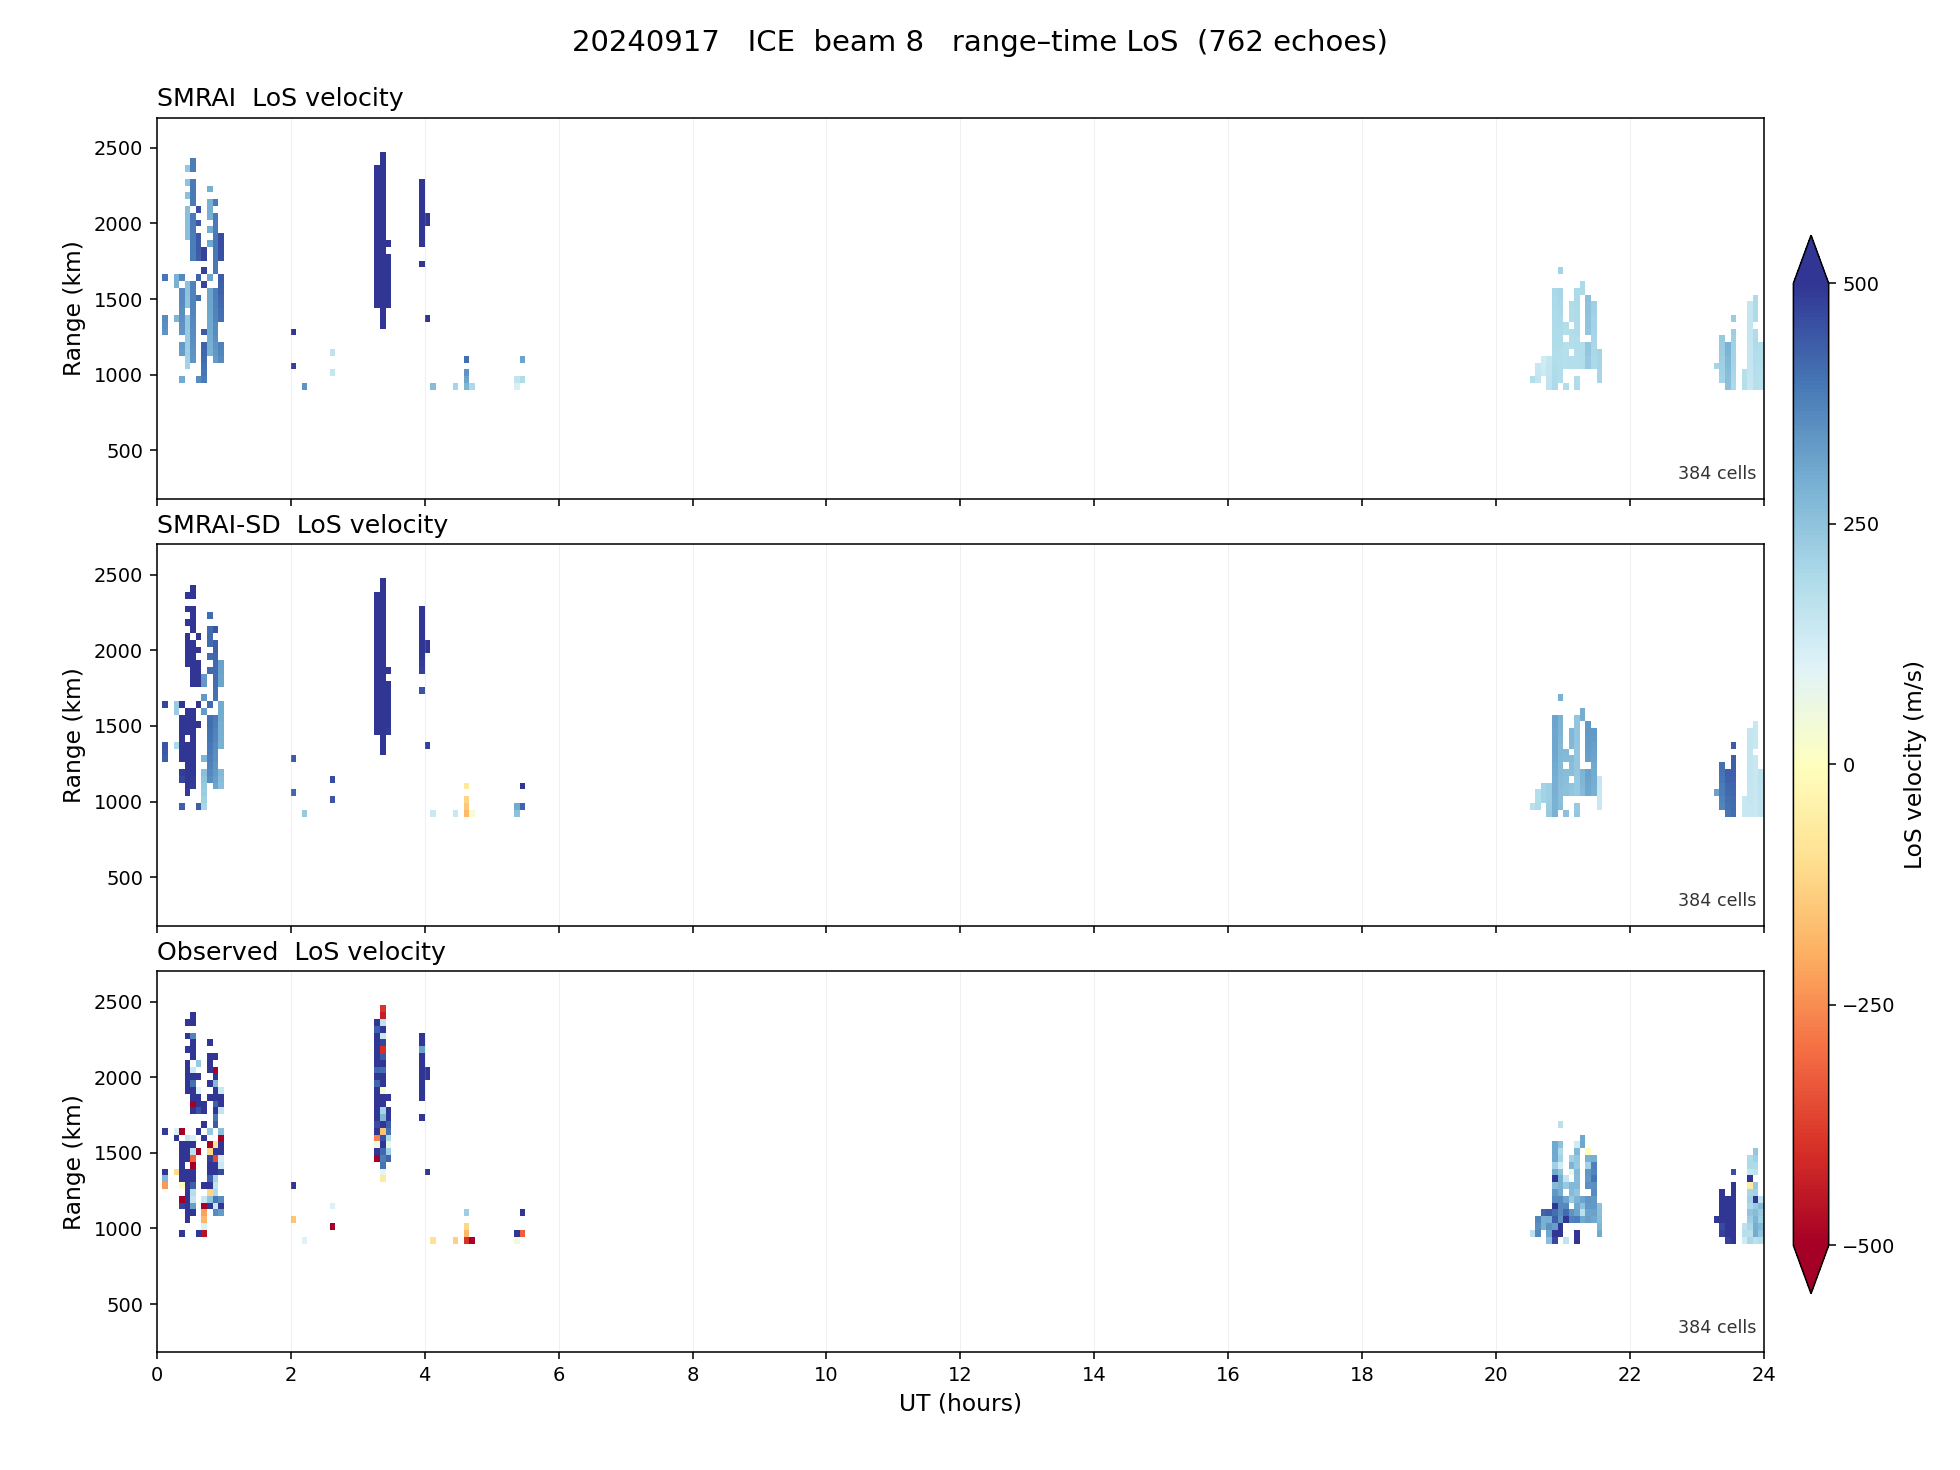 20240917   ICE  beam 8   range–time LoS  (762 echoes)
SMRAI  LoS velocity
2500
2000
1500
1000
500
Range (km)
384 cells
SMRAI-SD  LoS velocity
2500
2000
1500
1000
500
Range (km)
384 cells
Observed  LoS velocity
2500
2000
1500
1000
500
Range (km)
384 cells
0 2 4 6 8 10 12 14 16 18 20 22 24
UT (hours)
500
250
0
−250
−500
LoS velocity (m/s)